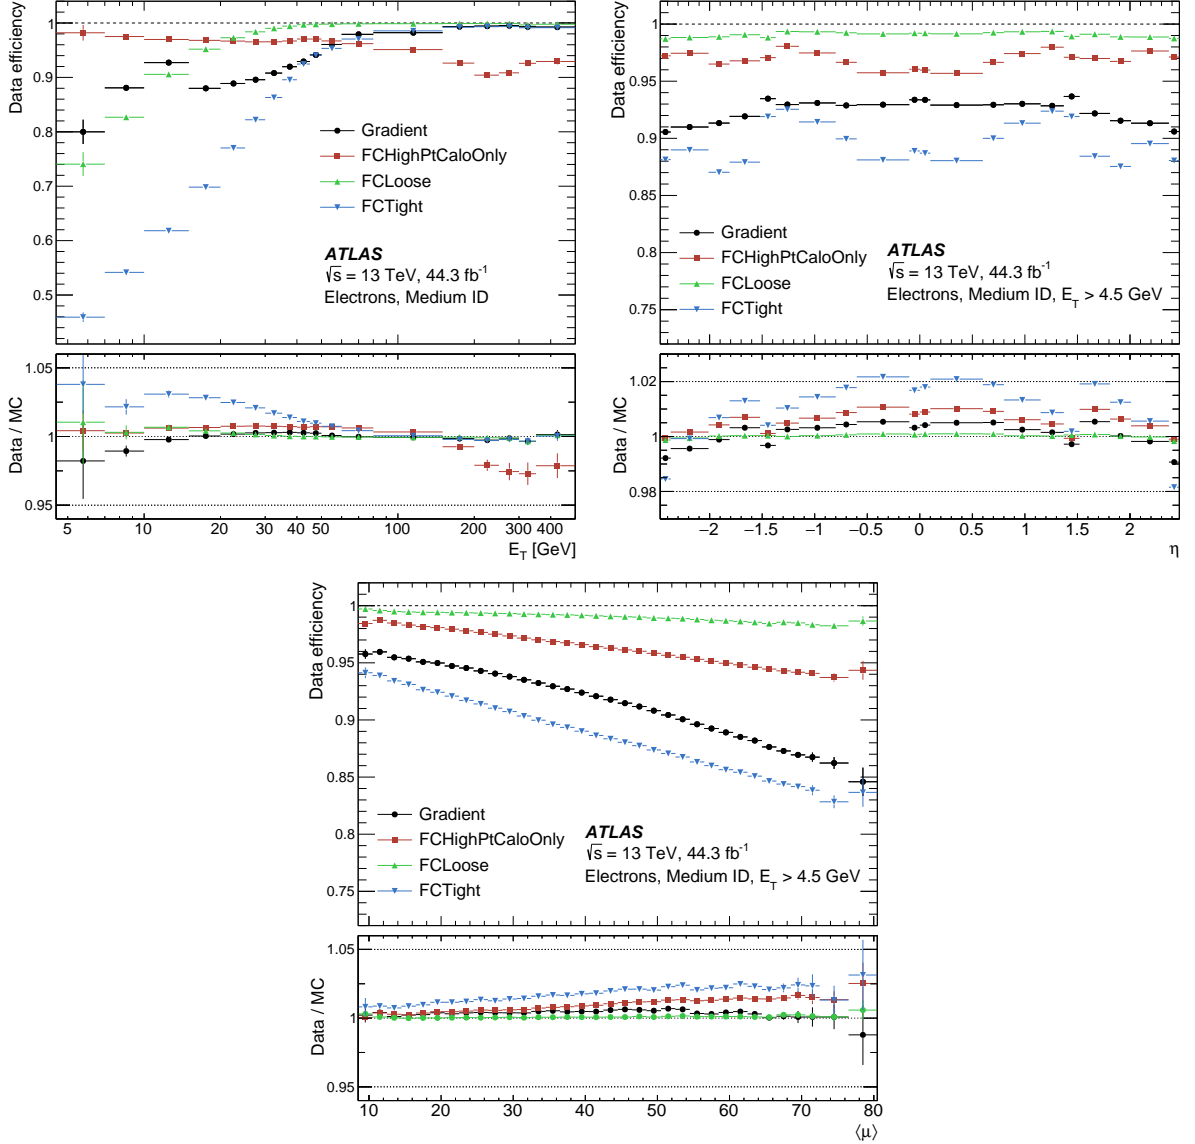 Data efficiency
1
0.9
0.8
0.7
0.6
0.5
Gradient
FCHighPtCaloOnly
FCLoose
FCTight
ATLAS
√s = 13 TeV, 44.3 fb⁻¹
Electrons, Medium ID
Data / MC
1.05
1
0.95
5 10 20 30 40 50 100 200 300 400
E_T [GeV]
Data efficiency
1
0.95
0.9
0.85
0.8
0.75
Gradient
FCHighPtCaloOnly
FCLoose
FCTight
ATLAS
√s = 13 TeV, 44.3 fb⁻¹
Electrons, Medium ID, E_T > 4.5 GeV
Data / MC
1.02
1
0.98
−2 −1.5 −1 −0.5 0 0.5 1 1.5 2
η
Data efficiency
1
0.95
0.9
0.85
0.8
0.75
Gradient
FCHighPtCaloOnly
FCLoose
FCTight
ATLAS
√s = 13 TeV, 44.3 fb⁻¹
Electrons, Medium ID, E_T > 4.5 GeV
Data / MC
1.05
1
0.95
10 20 30 40 50 60 70 80
⟨μ⟩